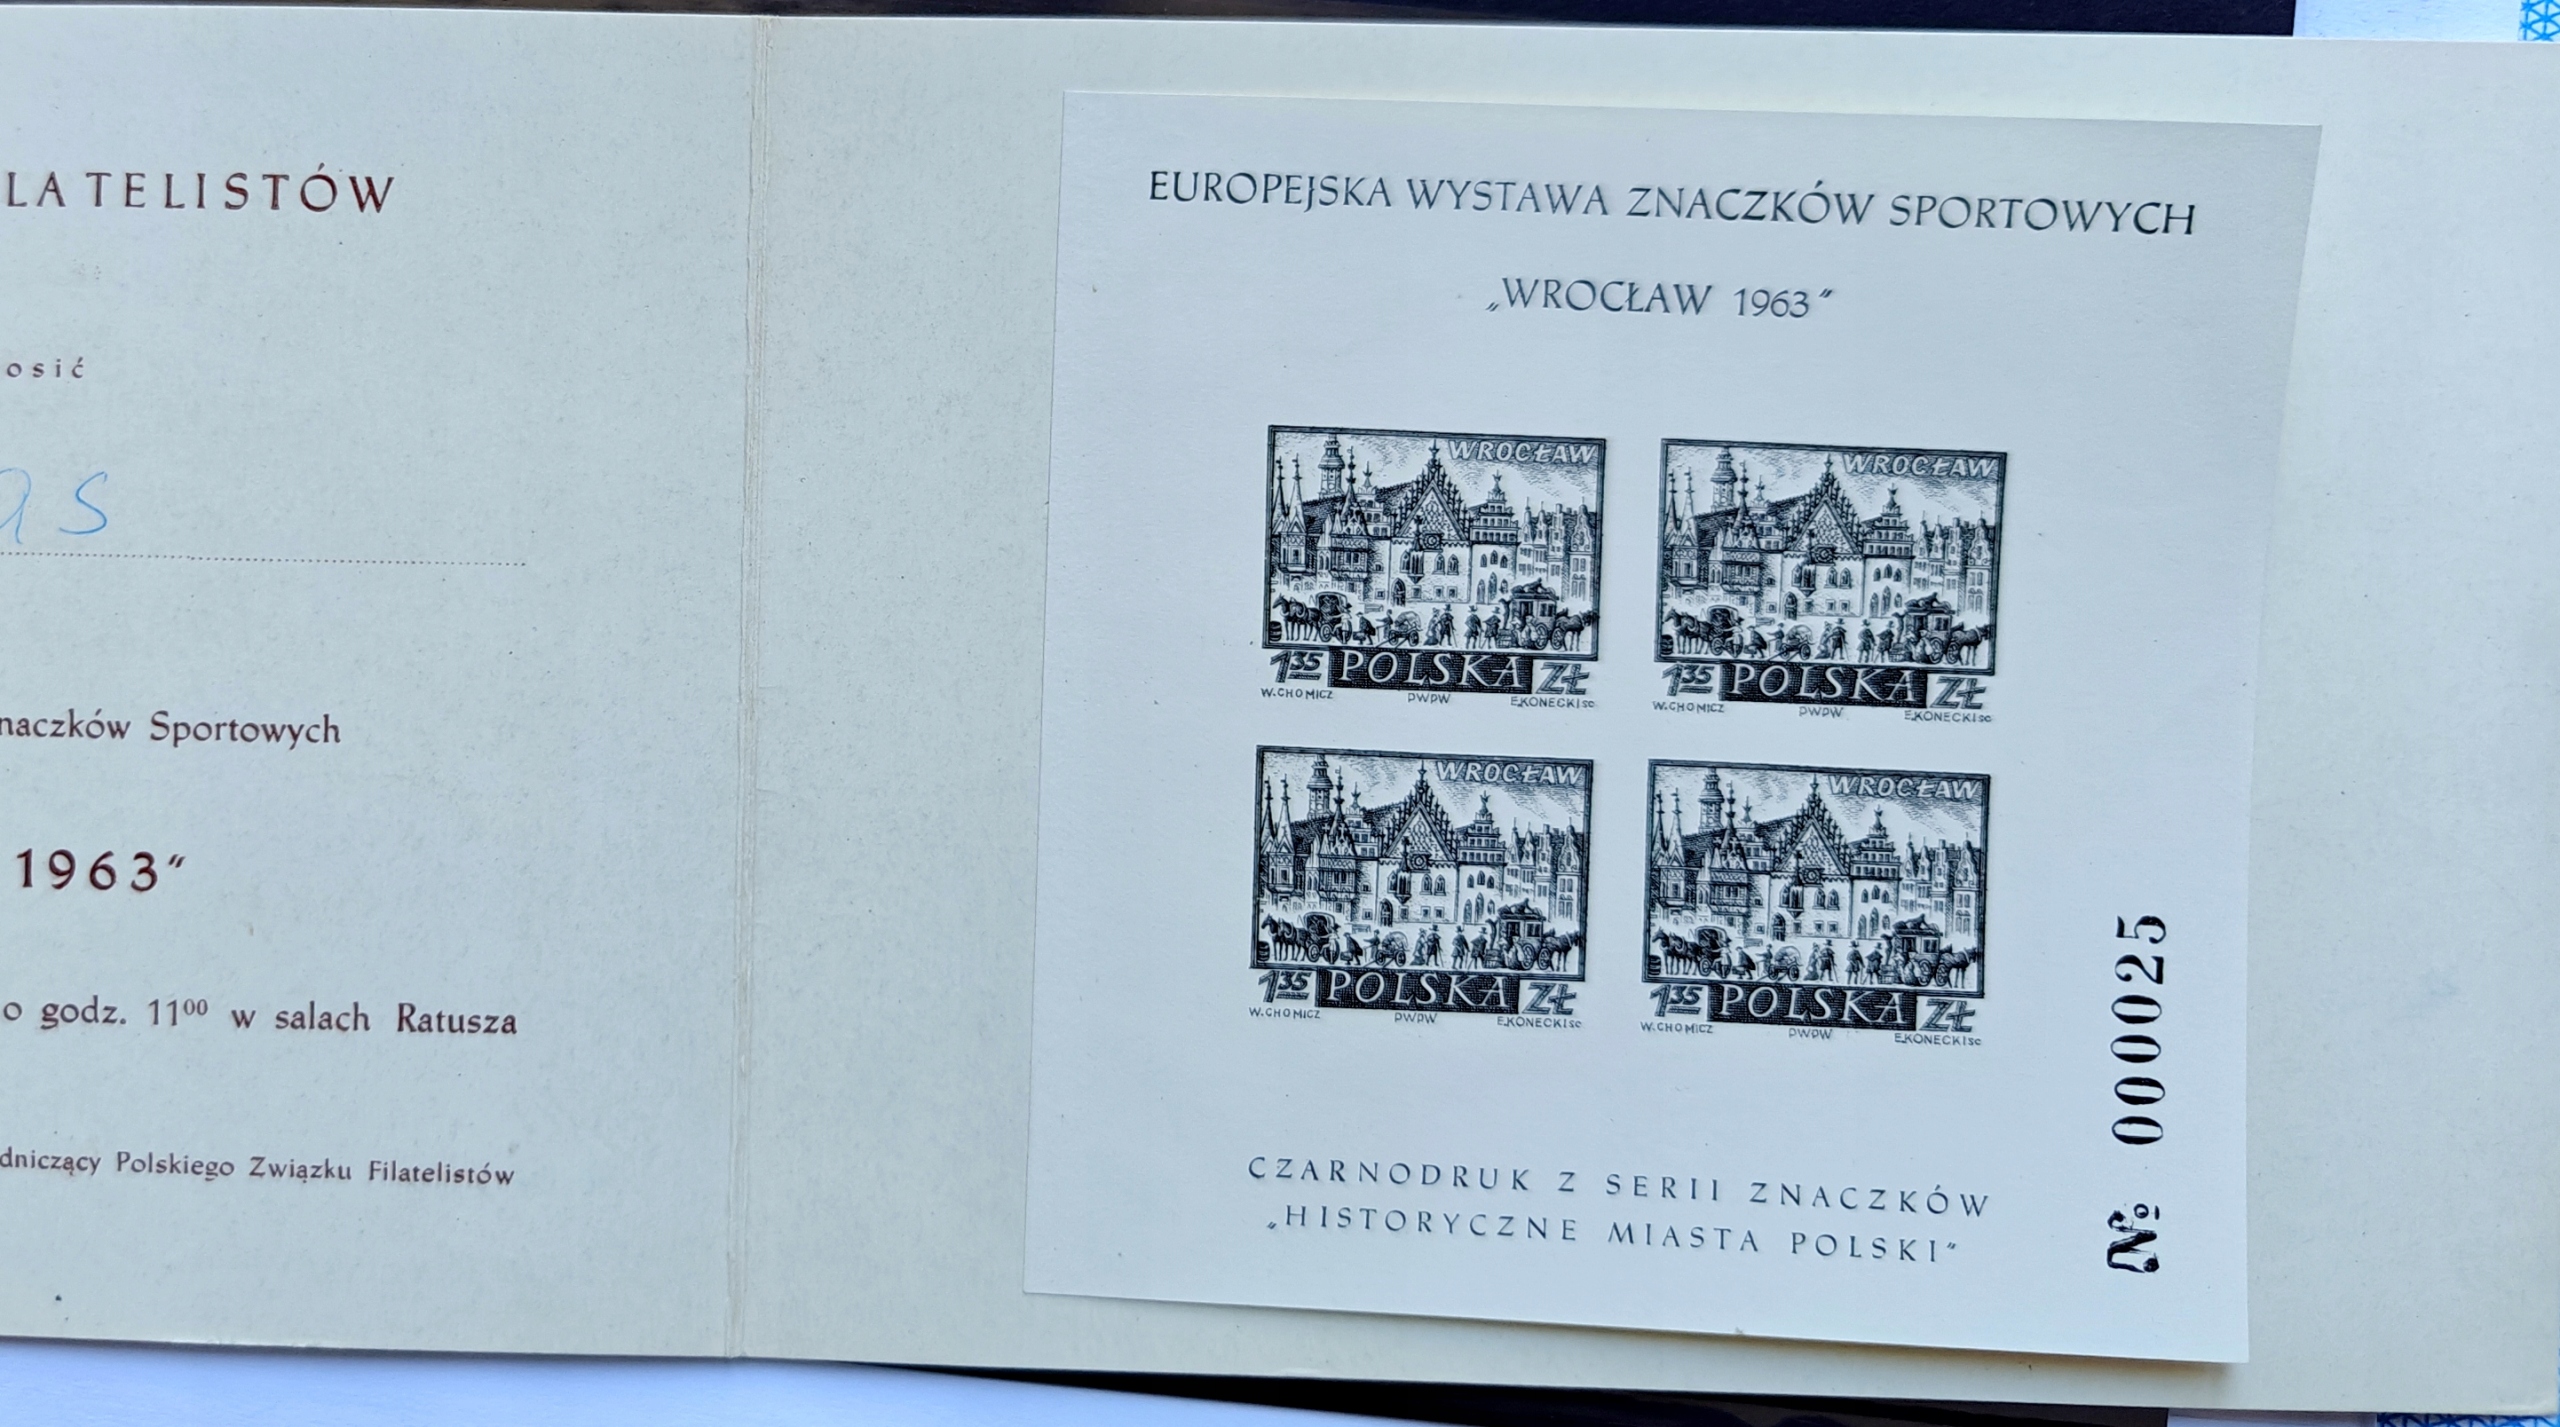 LATELISTÓW
osić
as
naczków Sportowych
1963“
o godz. 11⁰⁰ w salach Ratusza
dniczący Polskiego Związku Filatelistów
EUROPEJSKA WYSTAWA ZNACZKÓW SPORTOWYCH
„WROCŁAW 1963“
WROCŁAW
1 35 POLSKA ZŁ
W.CHOMICZ PWPW E.KONECKI sc
WROCŁAW
1 35 POLSKA ZŁ
W.CHOMICZ PWPW E.KONECKI sc
WROCŁAW
1 35 POLSKA ZŁ
W.CHOMICZ PWPW E.KONECKI sc
WROCŁAW
1 35 POLSKA ZŁ
W.CHOMICZ PWPW E.KONECKI sc
CZARNODRUK Z SERII ZNACZKÓW
„HISTORYCZNE MIASTA POLSKI“
№ 000025